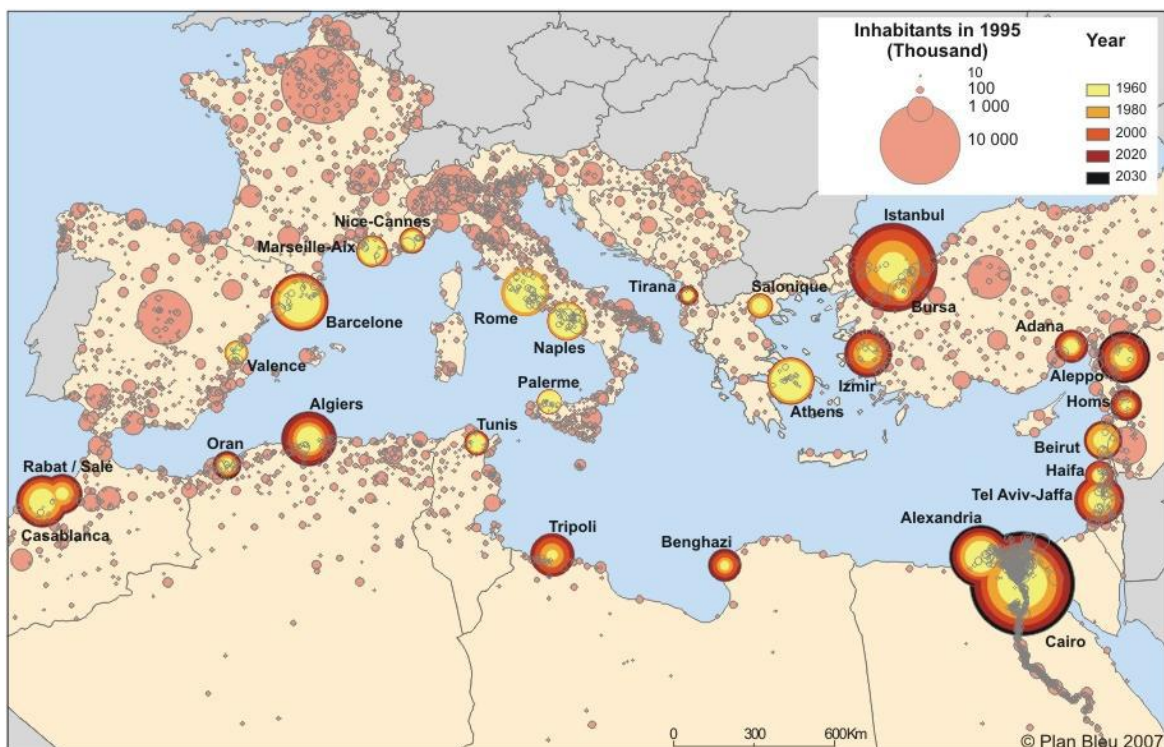 Inhabitants in 1995
(Thousand)
10
100
1 000
10 000
Year
1960
1980
2000
2020
2030
Nice-Cannes
Marseille-Aix
Barcelone
Valence
Rome
Naples
Palerme
Tirana
Salonique
Istanbul
Bursa
Izmir
Athens
Adana
Aleppo
Homs
Beirut
Haifa
Tel Aviv-Jaffa
Alexandria
Cairo
Algiers
Oran
Tunis
Rabat / Salé
Casablanca
Tripoli
Benghazi
0 300 600Km
© Plan Bleu 2007